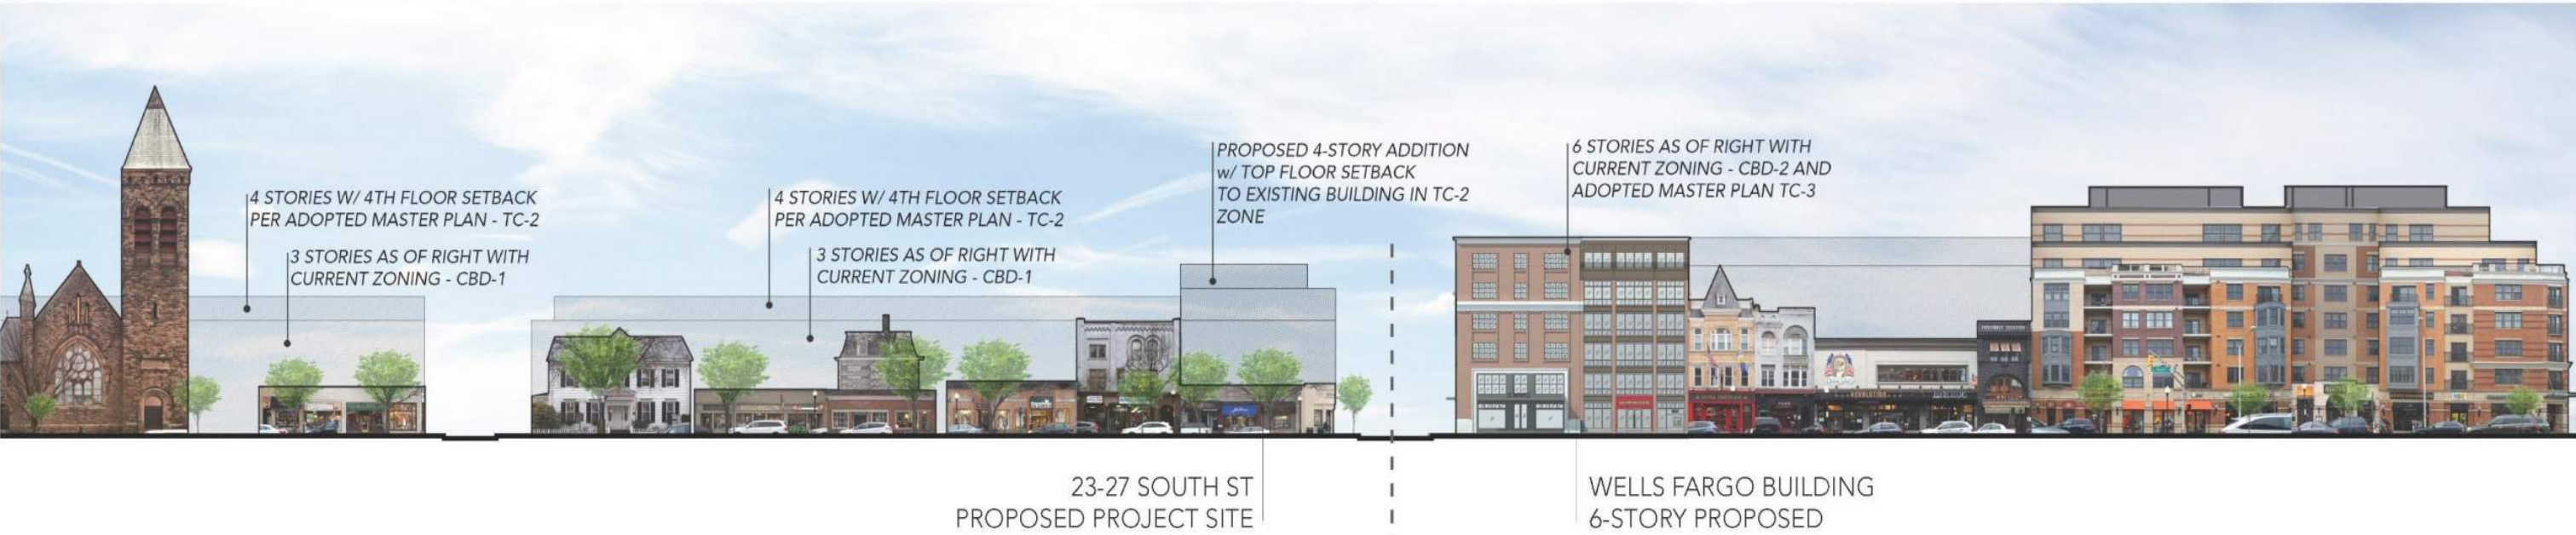 4 STORIES W/ 4TH FLOOR SETBACK
PER ADOPTED MASTER PLAN - TC-2
3 STORIES AS OF RIGHT WITH
CURRENT ZONING - CBD-1
4 STORIES W/ 4TH FLOOR SETBACK
PER ADOPTED MASTER PLAN - TC-2
3 STORIES AS OF RIGHT WITH
CURRENT ZONING - CBD-1
PROPOSED 4-STORY ADDITION
w/ TOP FLOOR SETBACK
TO EXISTING BUILDING IN TC-2
ZONE
6 STORIES AS OF RIGHT WITH
CURRENT ZONING - CBD-2 AND
ADOPTED MASTER PLAN TC-3
REVOLUTION
23-27 SOUTH ST
PROPOSED PROJECT SITE
WELLS FARGO BUILDING
6-STORY PROPOSED